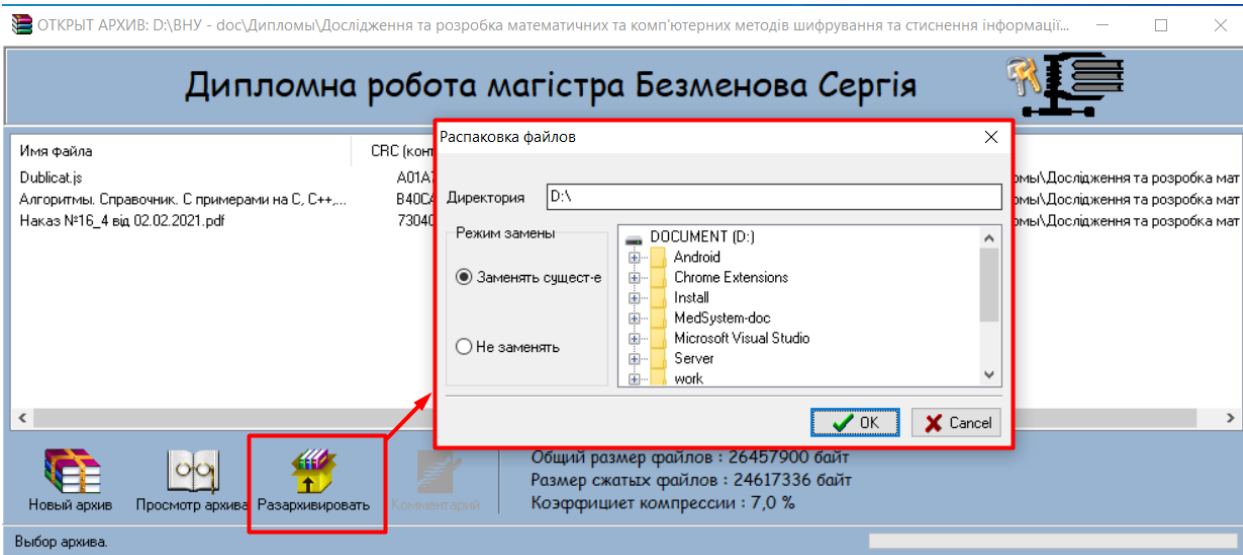 ОТКРЫТ АРХИВ: D:\ВНУ - doc\Дипломы\Дослідження та розробка математичних та комп'ютерних методів шифрування та стиснення інформації...
Дипломна робота магістра Безменова Сергія
Имя файла
CRC (конт
Dublicat.js
A01A7
Алгоритмы. Справочник. С примерами на C, C++,...
B40CA
Наказ №16_4 від 02.02.2021.pdf
73040
омы\Дослідження та розробка мат
омы\Дослідження та розробка мат
омы\Дослідження та розробка мат
Распаковка файлов
Директория
D:\
Режим замены
Заменять сущест-е
Не заменять
DOCUMENT (D:)
Android
Chrome Extensions
Install
MedSystem-doc
Microsoft Visual Studio
Server
work
OK
Cancel
Новый архив
Просмотр архива
Разархивировать
Комментарий
Общий размер файлов : 26457900 байт
Размер сжатых файлов : 24617336 байт
Коэффициет компрессии : 7,0 %
Выбор архива.